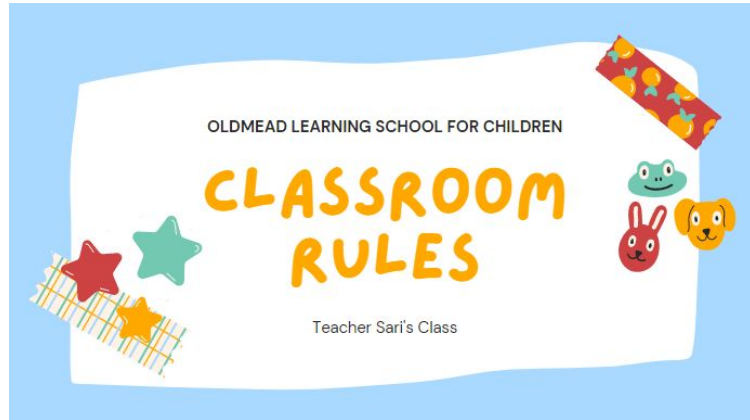 OLDMEAD LEARNING SCHOOL FOR CHILDREN
CLASSROOM
RULES
Teacher Sari's Class